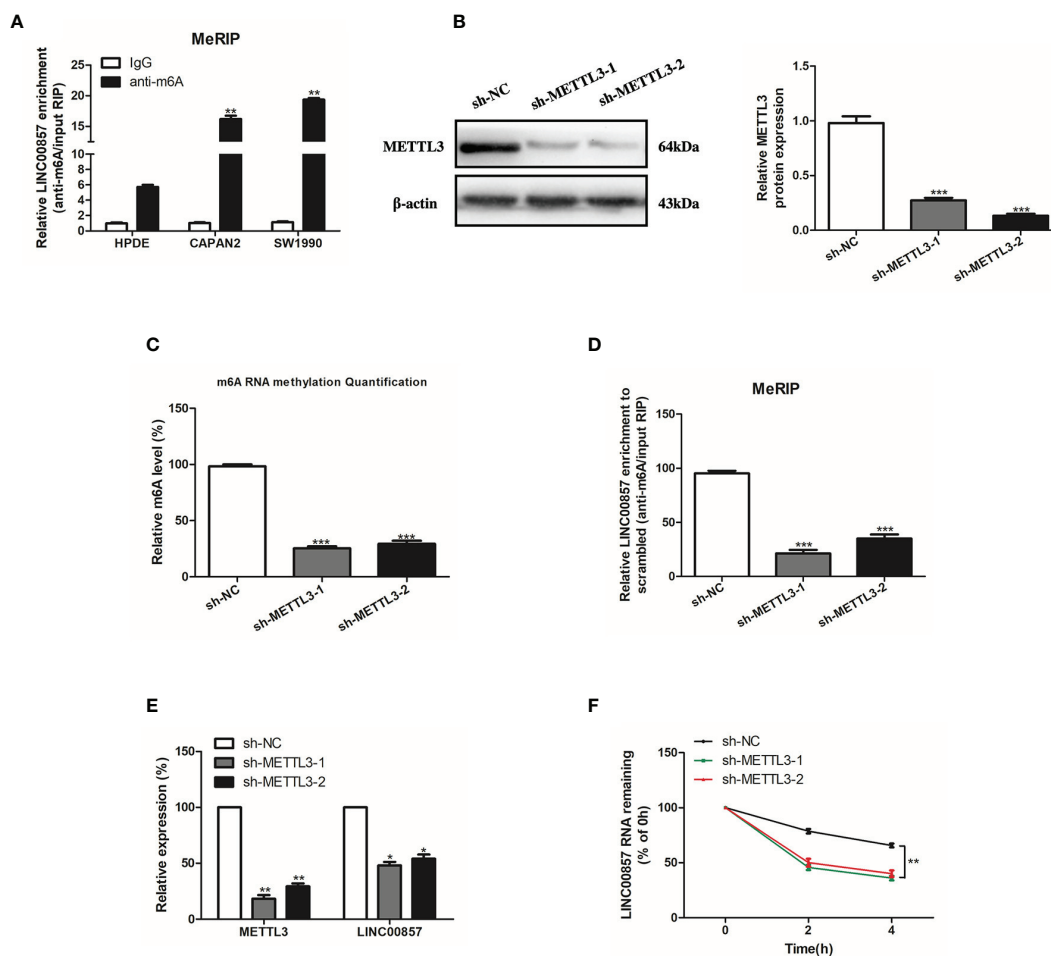 A
MeRIP
IgG
anti-m6A
Relative LINC00857 enrichment
(anti-m6A/input RIP)
25
20
15
10
8
6
4
2
0
**
**
HPDE
CAPAN2
SW1990
B
sh-NC
sh-METTL3-1
sh-METTL3-2
METTL3
64kDa
β-actin
43kDa
Relative METTL3
protein expression
1.5
1.0
0.5
0.0
***
***
sh-NC
sh-METTL3-1
sh-METTL3-2
C
m6A RNA methylation Quantification
Relative m6A level (%)
150
100
50
0
***
***
sh-NC
sh-METTL3-1
sh-METTL3-2
D
MeRIP
Relative LINC00857 enrichment to
scrambled (anti-m6A/input RIP)
150
100
50
0
***
***
sh-NC
sh-METTL3-1
sh-METTL3-2
E
sh-NC
sh-METTL3-1
sh-METTL3-2
Relative expression (%)
150
100
50
0
**
**
*
*
METTL3
LINC00857
F
sh-NC
sh-METTL3-1
sh-METTL3-2
LINC00857 RNA remaining
(% of 0h)
150
100
50
0
**
0
2
4
Time(h)